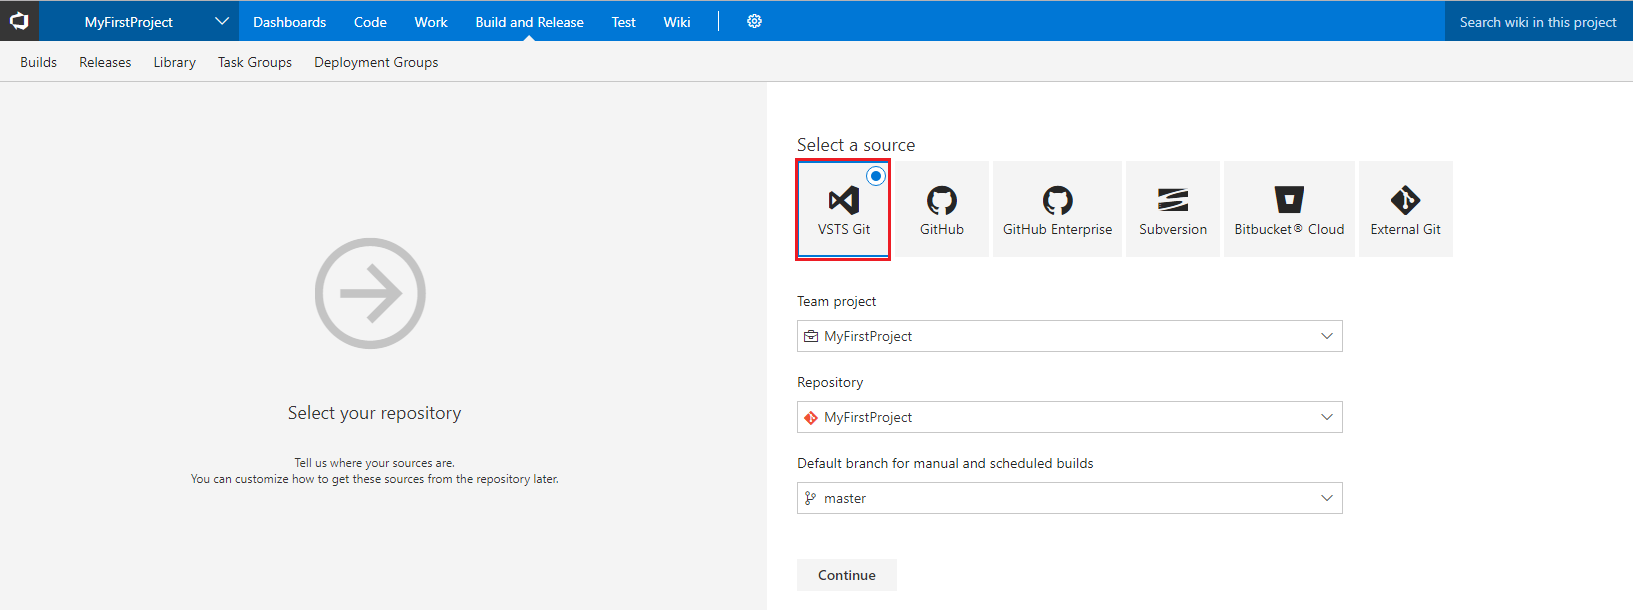 MyFirstProject Dashboards Code Work Build and Release Test Wiki Search wiki in this project
Builds Releases Library Task Groups Deployment Groups
Select your repository
Tell us where your sources are.
You can customize how to get these sources from the repository later.
Select a source
VSTS Git GitHub GitHub Enterprise Subversion Bitbucket® Cloud External Git
Team project
MyFirstProject
Repository
MyFirstProject
Default branch for manual and scheduled builds
master
Continue